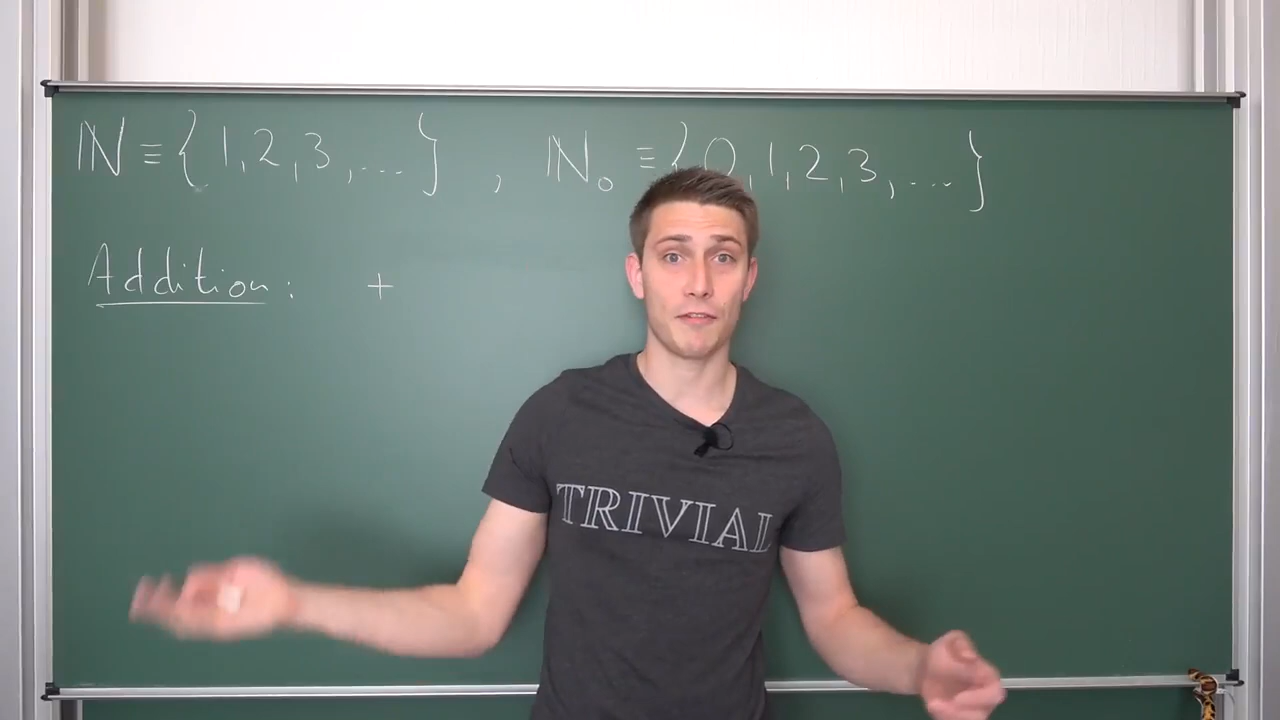 ℕ ≡ { 1, 2, 3, .... } , ℕ₀ ≡ { 0, 1, 2, 3, .... }
Addition : +
TRIVIAL